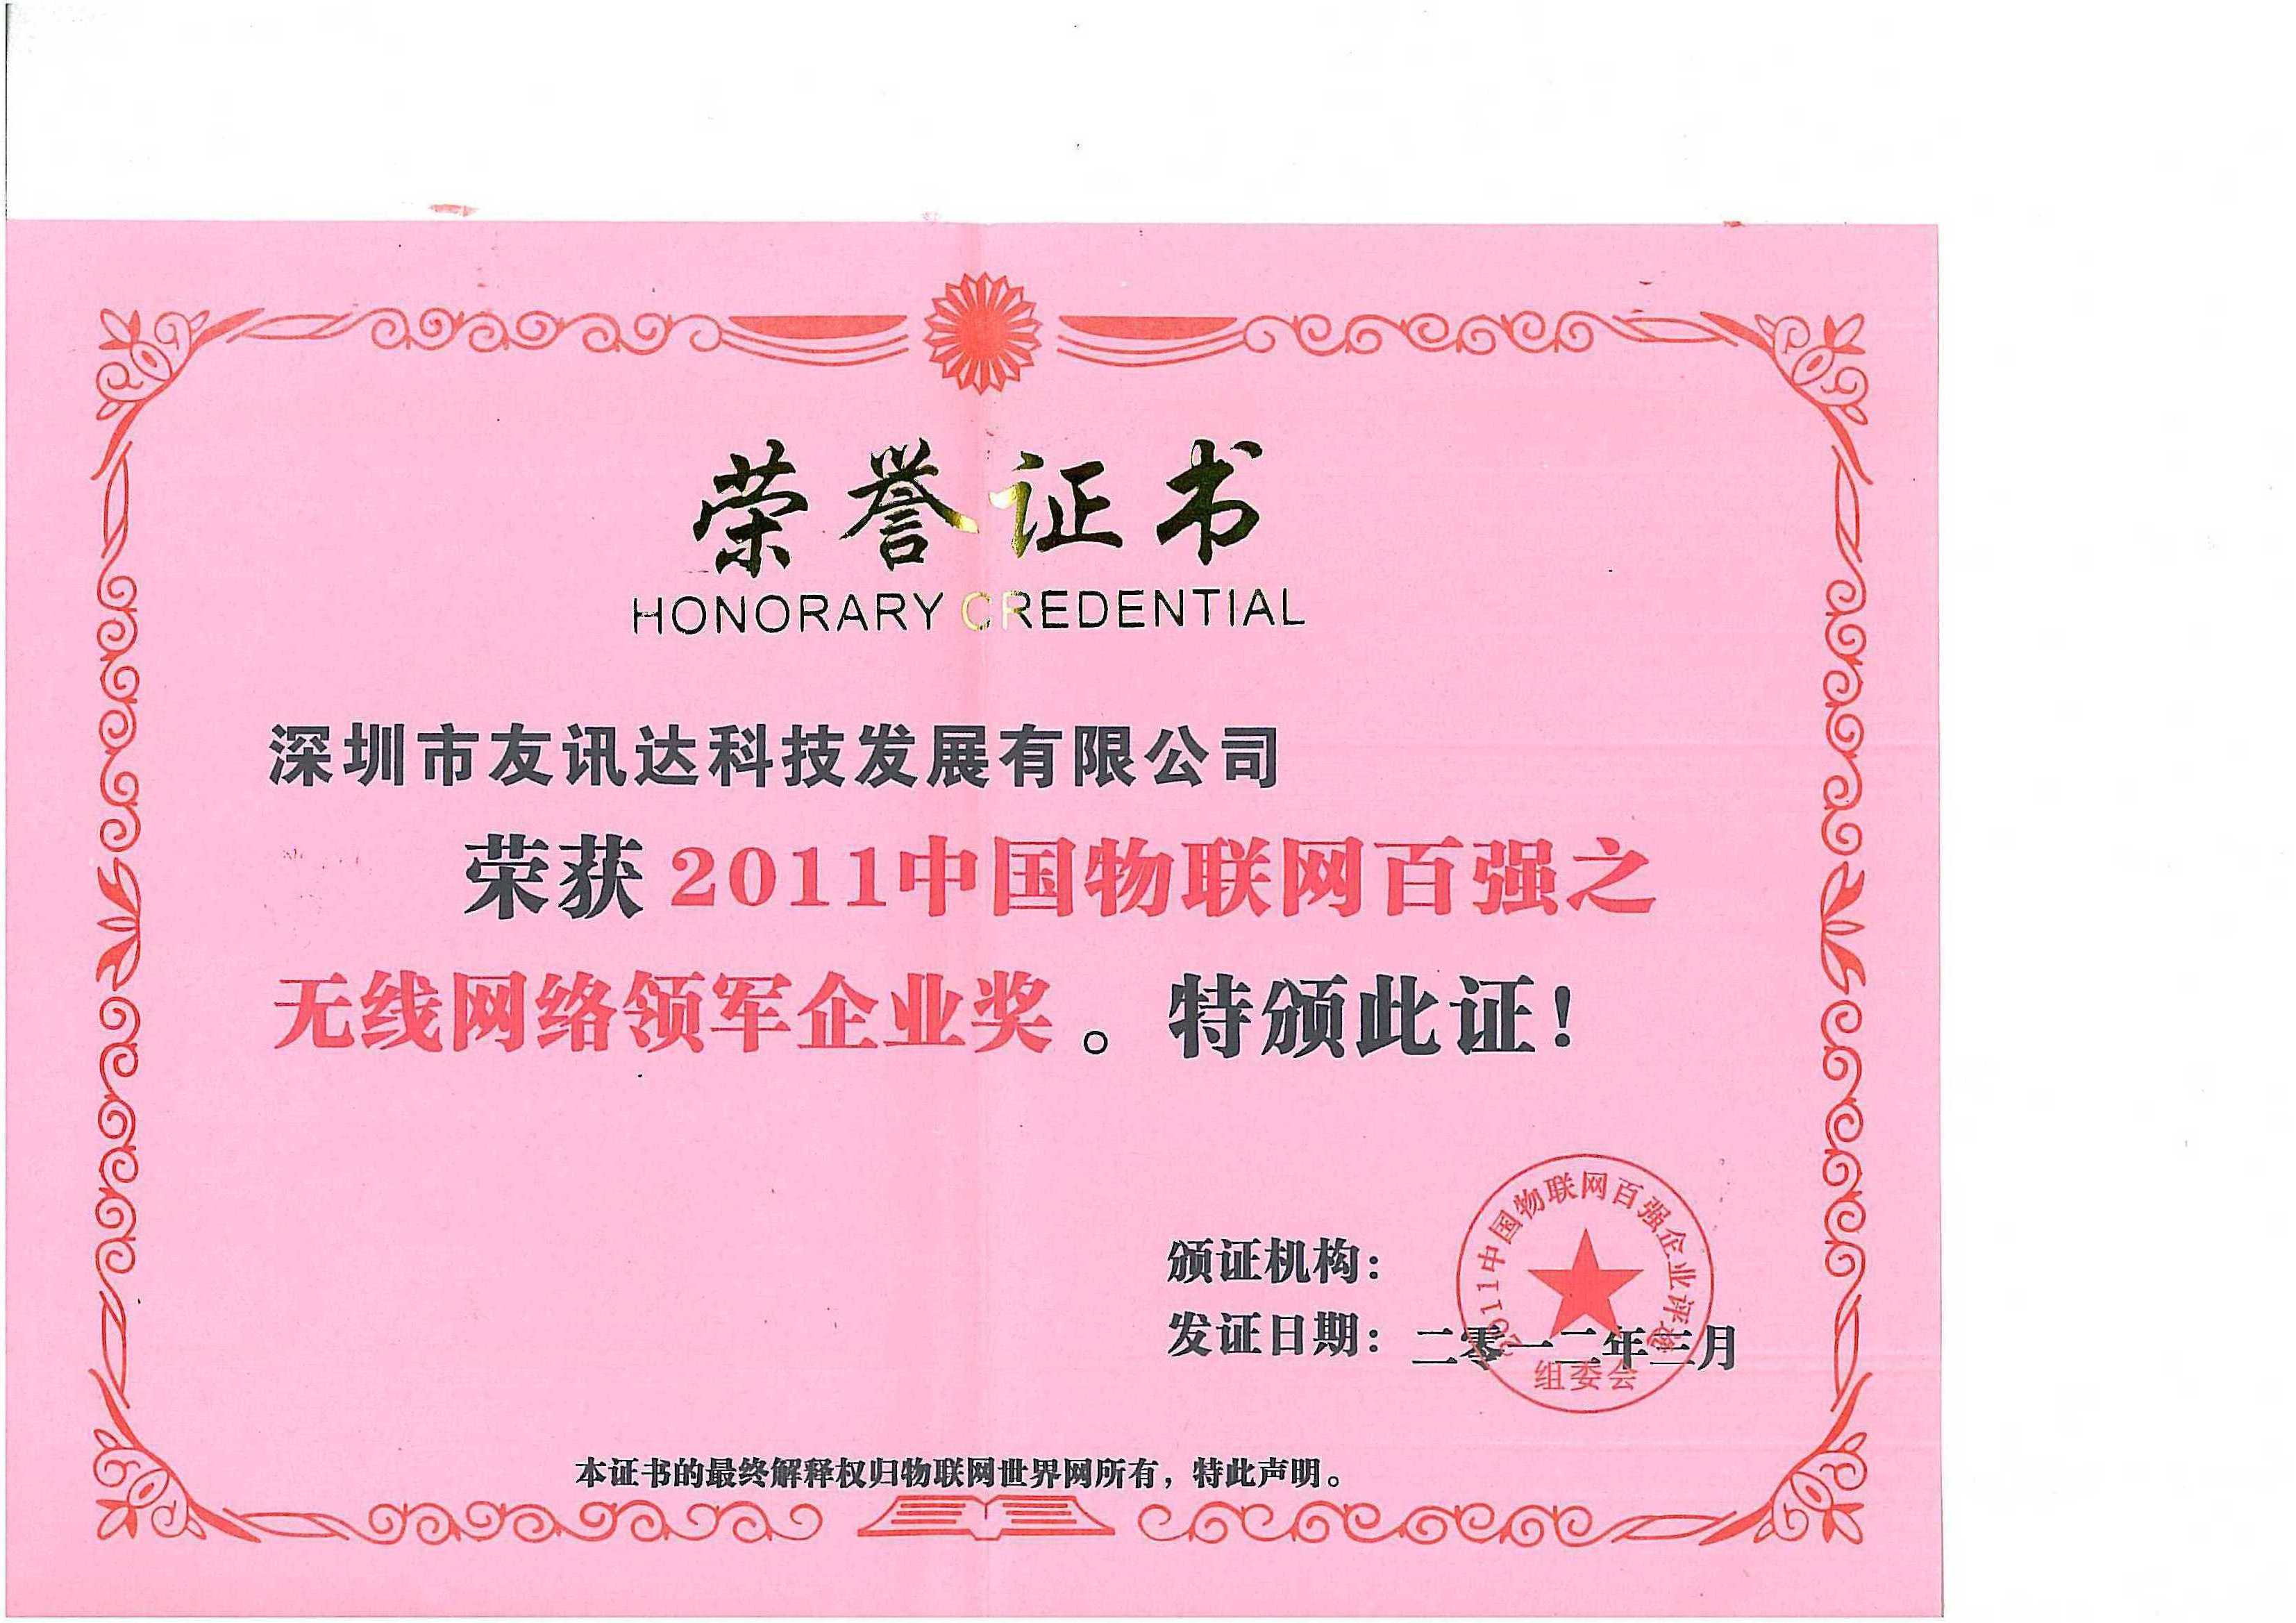 荣誉证书
HONORARY CREDENTIAL
深圳市友讯达科技发展有限公司
荣获2011中国物联网百强之
无线网络领军企业奖。特颁此证！
颁证机构：
2011中国物联网百强企业评选
组委会
发证日期：二零一二年三月
本证书的最终解释权归物联网世界网所有，特此声明。